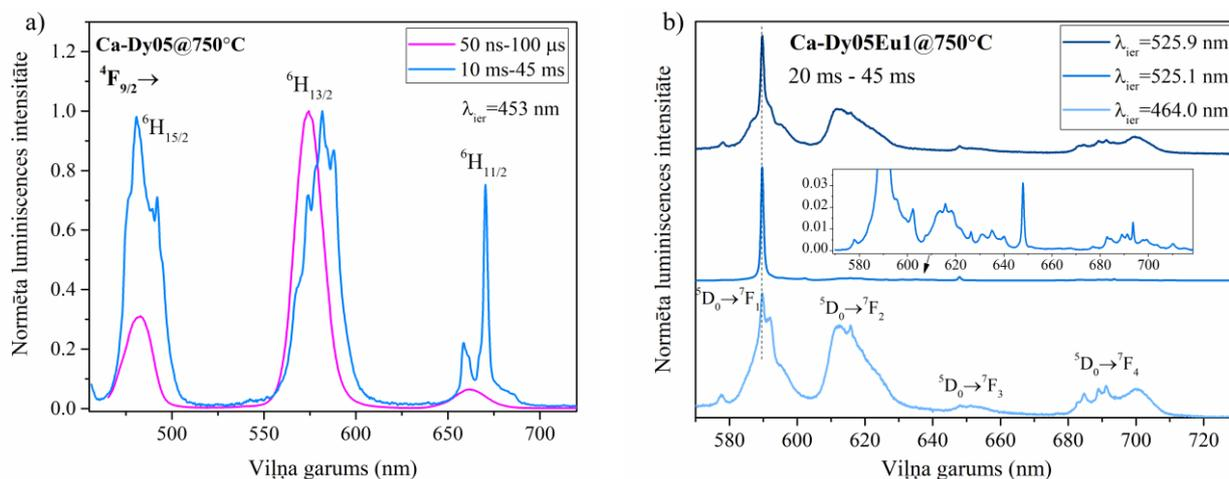 a)
Ca-Dy05@750°C
⁴F₉/₂→
⁶H₁₅/₂
⁶H₁₃/₂
⁶H₁₁/₂
50 ns-100 μs
10 ms-45 ms
λier=453 nm
Normēta luminiscences intensitāte
0.0 0.2 0.4 0.6 0.8 1.0 1.2
500 550 600 650 700
Viļņa garums (nm)
b)
Ca-Dy05Eu1@750°C
20 ms - 45 ms
λier=525.9 nm
λier=525.1 nm
λier=464.0 nm
Normēta luminiscences intensitāte
0.03
0.02
0.01
0.00
580 600 620 640 660 680 700
⁵D₀→⁷F₁
⁵D₀→⁷F₂
⁵D₀→⁷F₃
⁵D₀→⁷F₄
580 600 620 640 660 680 700 720
Viļņa garums (nm)